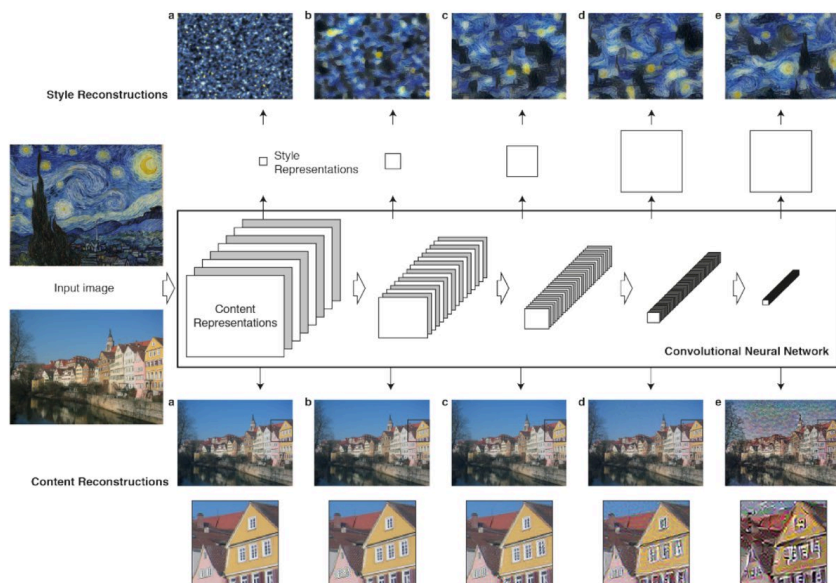 a b c d e
Style Reconstructions
Style
Representations
Input image
Content
Representations
Convolutional Neural Network
a b c d e
Content Reconstructions